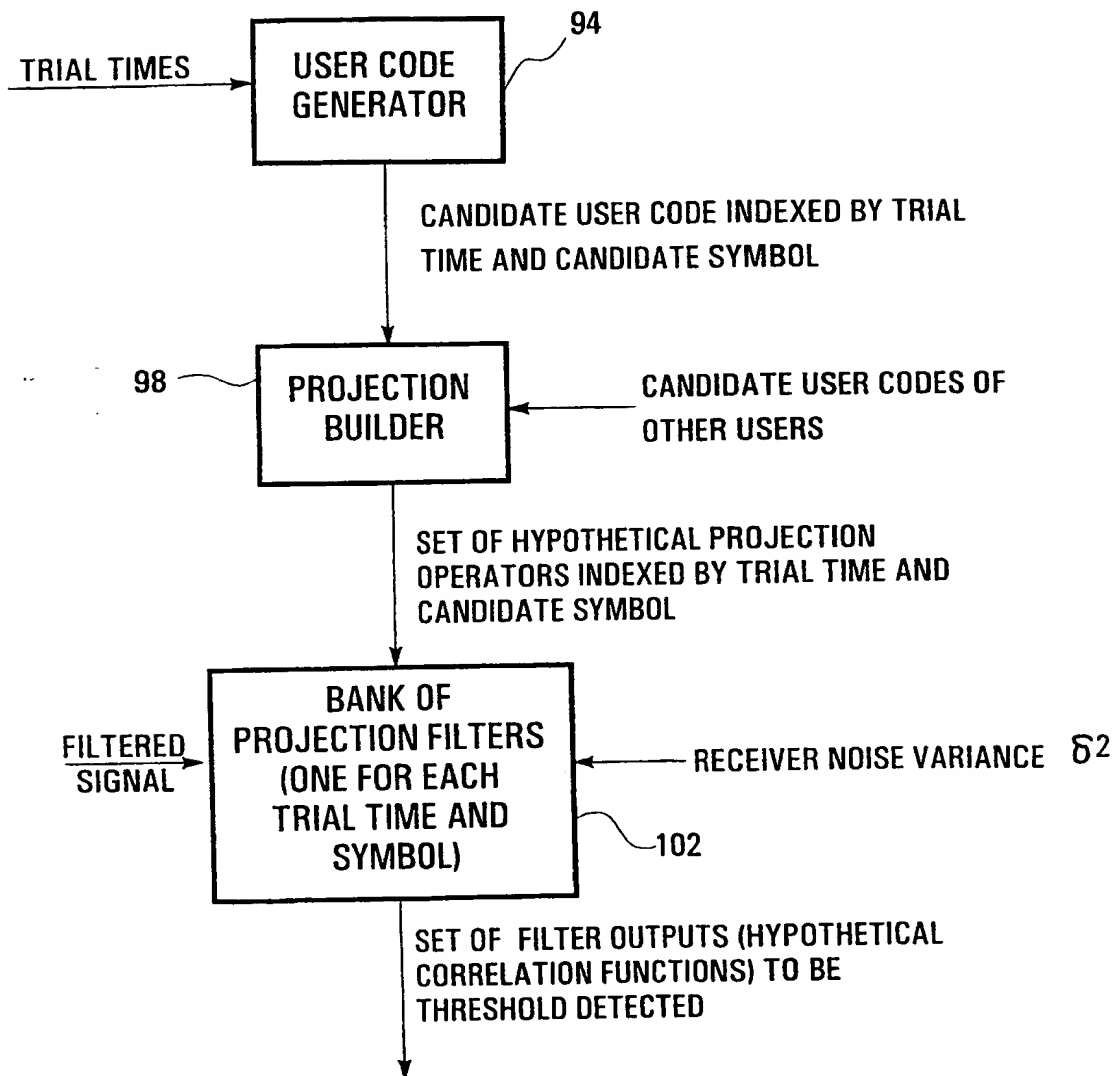 94
TRIAL TIMES
USER CODE
GENERATOR
CANDIDATE USER CODE INDEXED BY TRIAL
TIME AND CANDIDATE SYMBOL
98
PROJECTION
BUILDER
CANDIDATE USER CODES OF
OTHER USERS
SET OF HYPOTHETICAL PROJECTION
OPERATORS INDEXED BY TRIAL TIME AND
CANDIDATE SYMBOL
FILTERED
SIGNAL
BANK OF
PROJECTION FILTERS
(ONE FOR EACH
TRIAL TIME AND
SYMBOL)
RECEIVER NOISE VARIANCE δ2
102
SET OF FILTER OUTPUTS (HYPOTHETICAL
CORRELATION FUNCTIONS) TO BE
THRESHOLD DETECTED